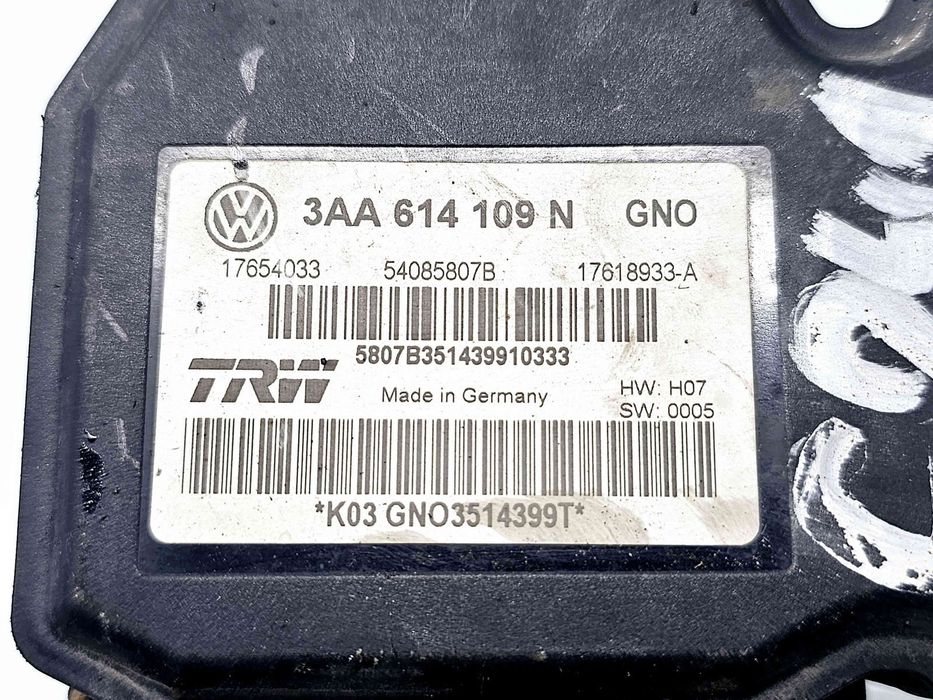 3AA 614 109 N GNO
17654033 54085807B 17618933-A
5807B351439910333
TRW Made in Germany HW: H07
SW: 0005
*K03 GNO3514399T*